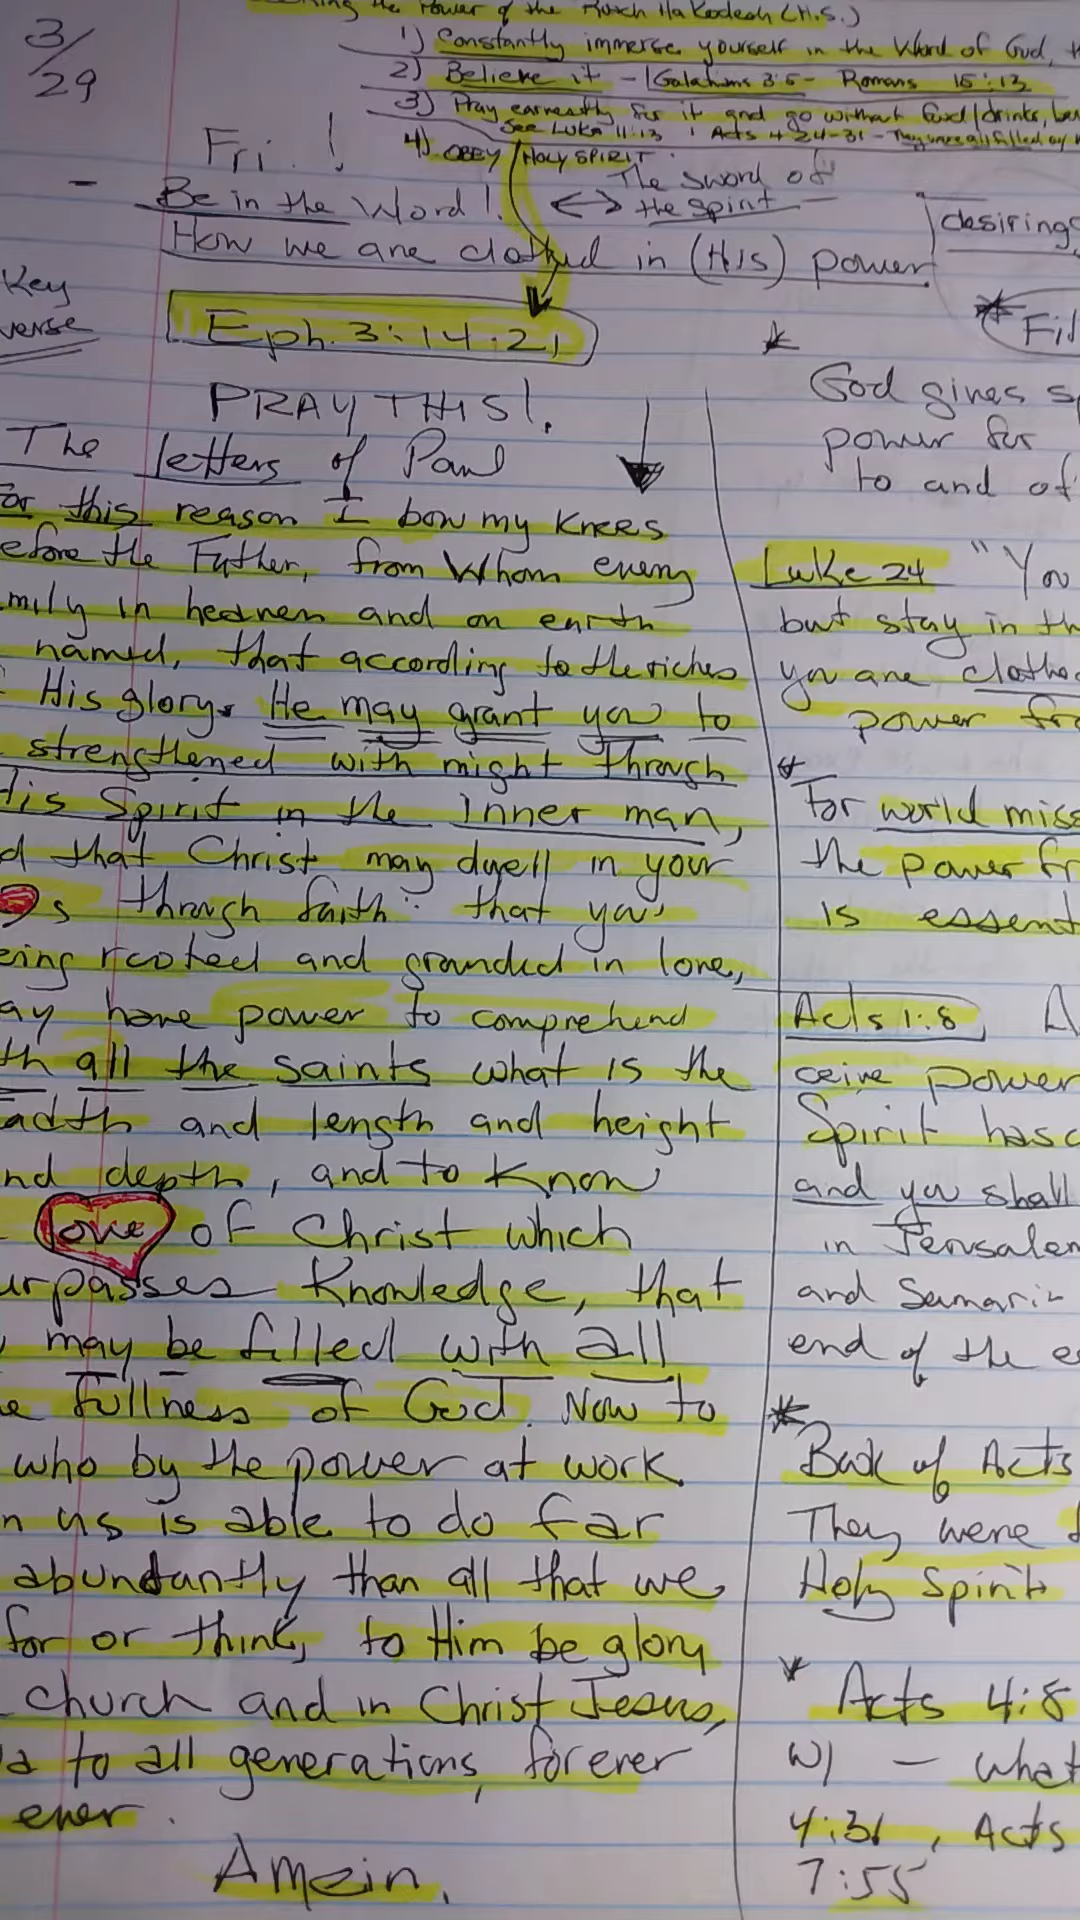 the Power of the Ruach Ha Kodesh (H.S.)
3/29
1) Constantly immerse yourself in the Word of God,
2) Believe it - Galatians 3:5 - Romans 15:13
3) Pray earnestly for it and go without food/drinks,
See Luke 11:13 Acts 4 24-31 - They were all filled w/
4) OBEY HOLY SPIRIT.
Fri. !
- Be in the Word! <-> The sword of the Spirit -
How we are clothed in (His) power
Key verse
Eph. 3:14-21
PRAY THIS!
The letters of Paul
For this reason I bow my Knees
efore the Father, from Whom every
mily in heaven and on earth
named, that according to the riches
His glory. He may grant you to
strengthened with might through
His Spirit in the Inner man,
d that Christ may dwell in your
s through faith: that you
eing rooted and grounded in love,
ay have power to comprehend
th all the saints what is the
adth and length and height
nd depth, and to Know
love of Christ which
urpasses Knowledge, that
may be filled with all
e fullness of God. Now to
who by the power at work
n us is able to do far
abundantly than all that we
for or think, to Him be glory
church and in Christ Jesus,
to all generations, forever
ever.
Amein.
desirings
* Fil
*
God gives s
power for
to and of
Luke 24 "You
but stay in th
you are clothe
power fro
*
For world miss
the power fr
is essent
Acts 1:8, A
ceive power
Spirit has c
and you shall
in Jerusalem
and Samari
end of the e
*
Book of Acts
They were
Holy Spirit
* Acts 4:8
W/ - what
4:31, Acts
7:55